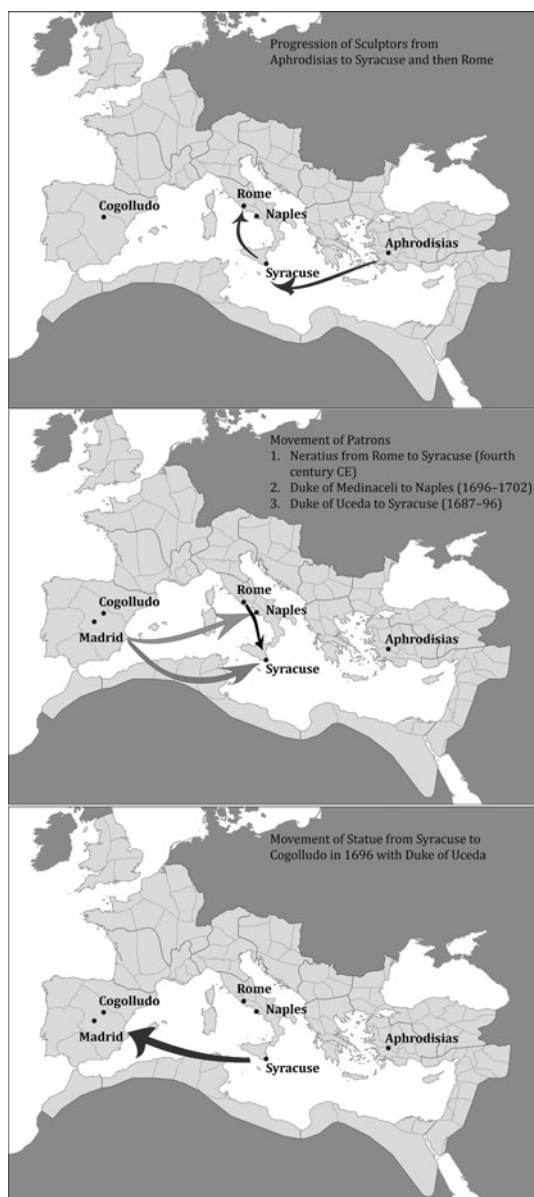 Progression of Sculptors from
Aphrodisias to Syracuse and then Rome
Rome
Cogolludo
Naples
Aphrodisias
Syracuse
Movement of Patrons
1. Neratius from Rome to Syracuse (fourth
century CE)
2. Duke of Medinaceli to Naples (1696–1702)
3. Duke of Uceda to Syracuse (1687–96)
Rome
Cogolludo
Naples
Madrid
Aphrodisias
Syracuse
Movement of Statue from Syracuse to
Cogolludo in 1696 with Duke of Uceda
Rome
Cogolludo
Naples
Madrid
Aphrodisias
Syracuse